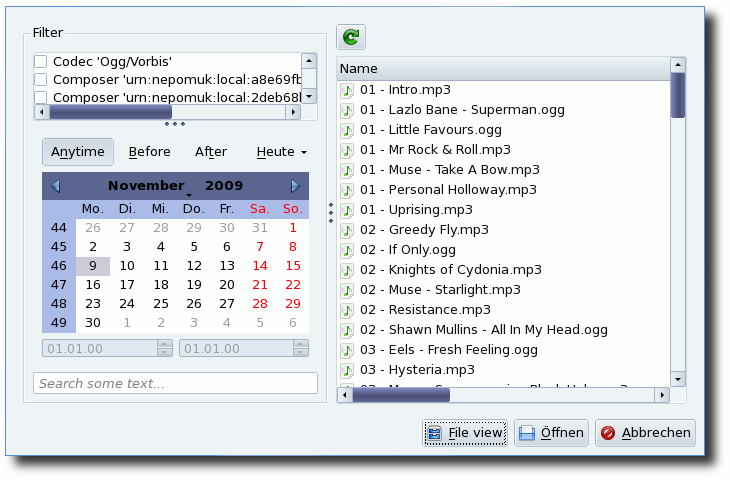 Filter
Codec 'Ogg/Vorbis'
Composer 'urn:nepomuk:local:a8e69fb
Composer 'urn:nepomuk:local:2deb68
Anytime Before After Heute
November 2009
Mo. Di. Mi. Do. Fr. Sa. So.
44 26 27 28 29 30 31 1
45 2 3 4 5 6 7 8
46 9 10 11 12 13 14 15
47 16 17 18 19 20 21 22
48 23 24 25 26 27 28 29
49 30 1 2 3 4 5 6
01.01.00 01.01.00
Search some text...
Name
01 - Intro.mp3
01 - Lazlo Bane - Superman.ogg
01 - Little Favours.ogg
01 - Mr Rock & Roll.mp3
01 - Muse - Take A Bow.mp3
01 - Personal Holloway.mp3
01 - Uprising.mp3
02 - Greedy Fly.mp3
02 - If Only.ogg
02 - Knights of Cydonia.mp3
02 - Muse - Starlight.mp3
02 - Resistance.mp3
02 - Shawn Mullins - All In My Head.ogg
03 - Eels - Fresh Feeling.ogg
03 - Hysteria.mp3
File view Öffnen Abbrechen